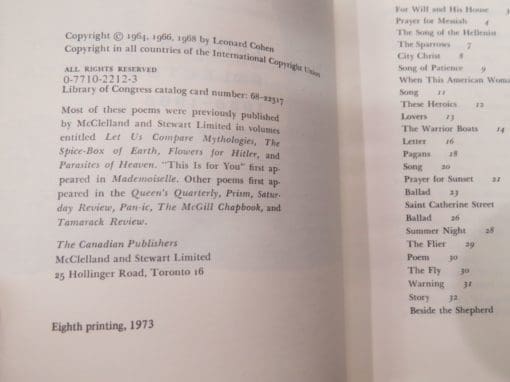 Copyright © 1964, 1966, 1968 by Leonard Cohen
Copyright in all countries of the International Copyright Union
ALL RIGHTS RESERVED
0-7710-2212-3
Library of Congress catalog card number: 68-22317
Most of these poems were previously published
by McClelland and Stewart Limited in volumes
entitled Let Us Compare Mythologies, The
Spice-Box of Earth, Flowers for Hitler, and
Parasites of Heaven. "This Is for You" first ap-
peared in Mademoiselle. Other poems first ap-
peared in the Queen's Quarterly, Prism, Satur-
day Review, Pan-ic, The McGill Chapbook, and
Tamarack Review.
The Canadian Publishers
McClelland and Stewart Limited
25 Hollinger Road, Toronto 16
Eighth printing, 1973
For Will and His House 3
Prayer for Messiah 4
The Song of the Hellenist
The Sparrows 7
City Christ 8
Song of Patience 9
When This American Woma
Song 11
These Heroics 12
Lovers 13
The Warrior Boats 14
Letter 16
Pagans 18
Song 20
Prayer for Sunset 21
Ballad 23
Saint Catherine Street
Ballad 26
Summer Night 28
The Flier 29
Poem 30
The Fly 30
Warning 31
Story 32
Beside the Shepherd